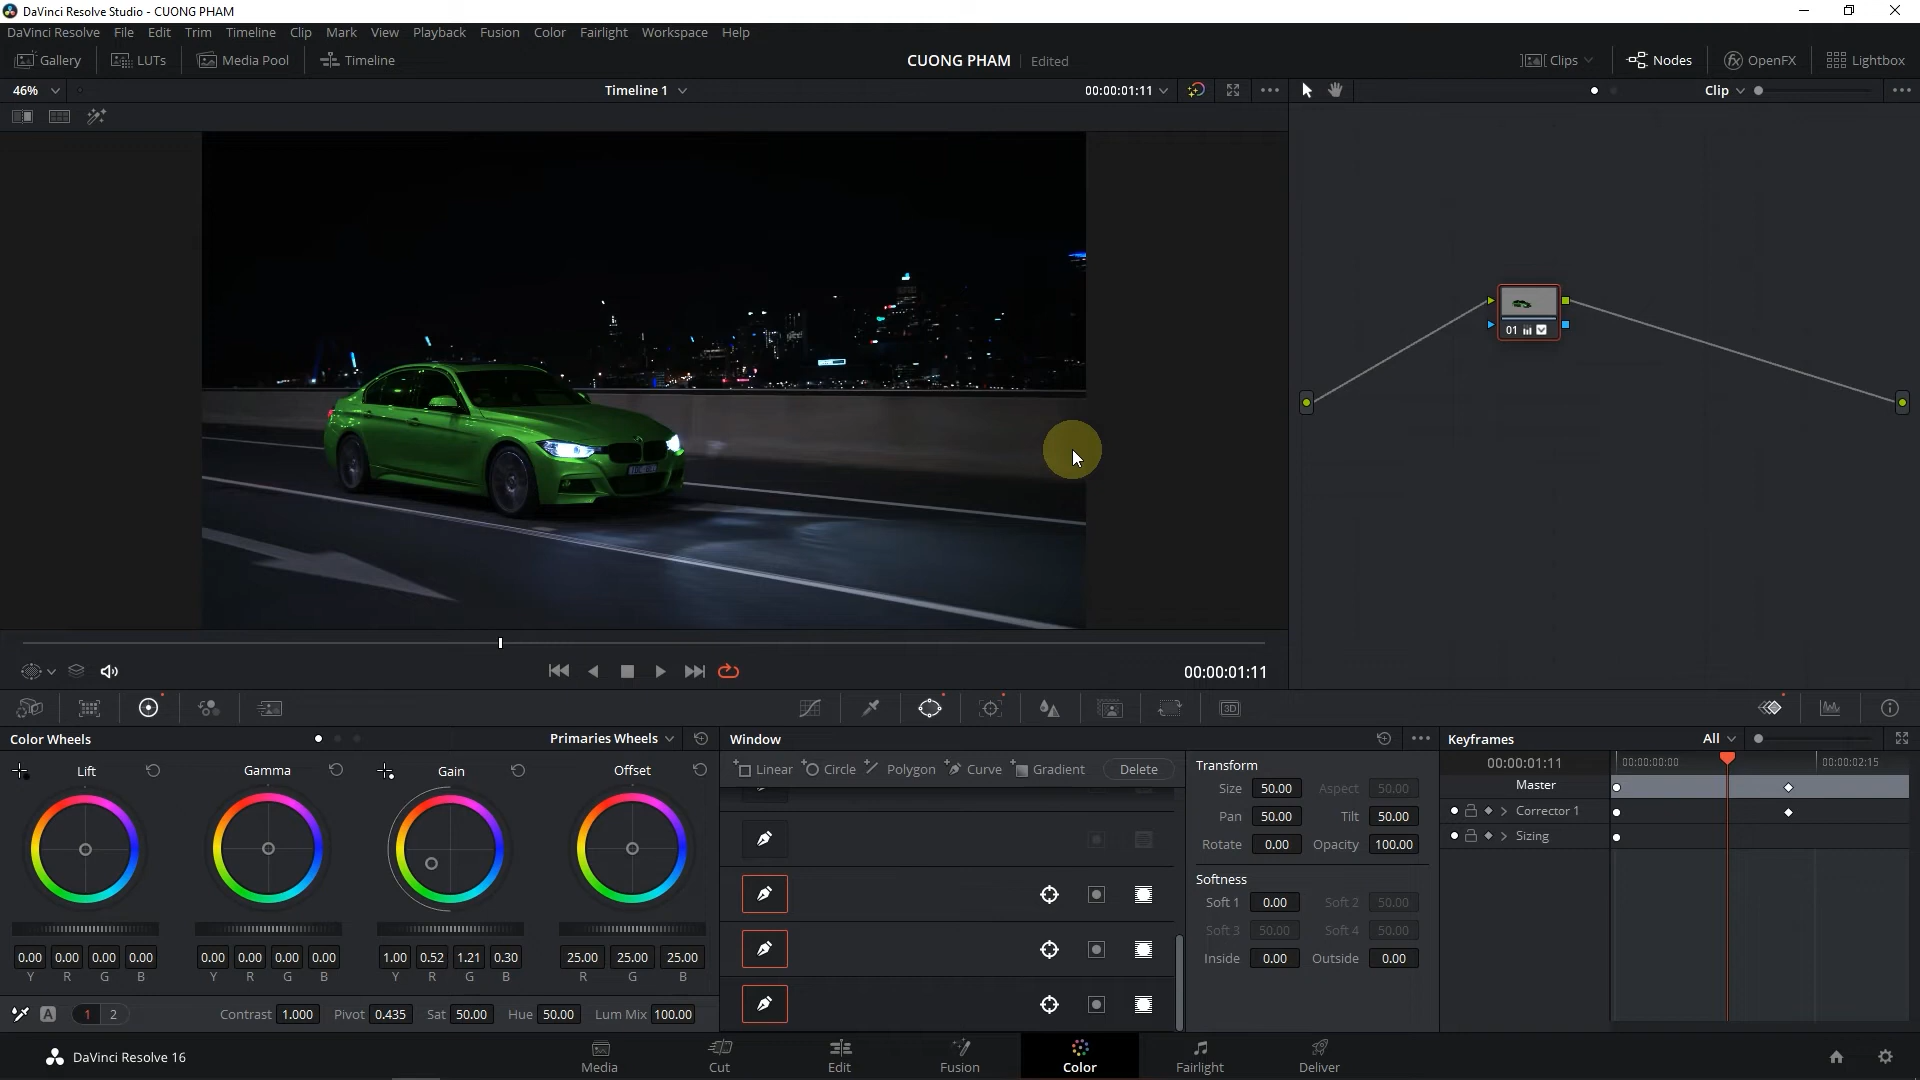 DaVinci Resolve Studio - CUONG PHAM
DaVinci Resolve File Edit Trim Timeline Clip Mark View Playback Fusion Color Fairlight Workspace Help
Gallery LUTs Media Pool Timeline CUONG PHAM Edited Clips Nodes OpenFX Lightbox
46% Timeline 1 00:00:01:11 Clip
01
00:00:01:11
3D
Color Wheels Primaries Wheels Window Keyframes All
Lift Gamma Gain Offset
Linear Circle Polygon Curve Gradient Delete
Transform
Size 50.00 Aspect 50.00
Pan 50.00 Tilt 50.00
Rotate 0.00 Opacity 100.00
Softness
Soft 1 0.00 Soft 2 50.00
Soft 3 50.00 Soft 4 50.00
Inside 0.00 Outside 0.00
00:00:01:11 00:00:00:00 00:00:02:15
Master
Corrector 1
Sizing
0.00 0.00 0.00 0.00 0.00 0.00 0.00 0.00 1.00 0.52 1.21 0.30 25.00 25.00 25.00
Y R G B Y R G B Y R G B R G B
A 1 2 Contrast 1.000 Pivot 0.435 Sat 50.00 Hue 50.00 Lum Mix 100.00
DaVinci Resolve 16 Media Cut Edit Fusion Color Fairlight Deliver